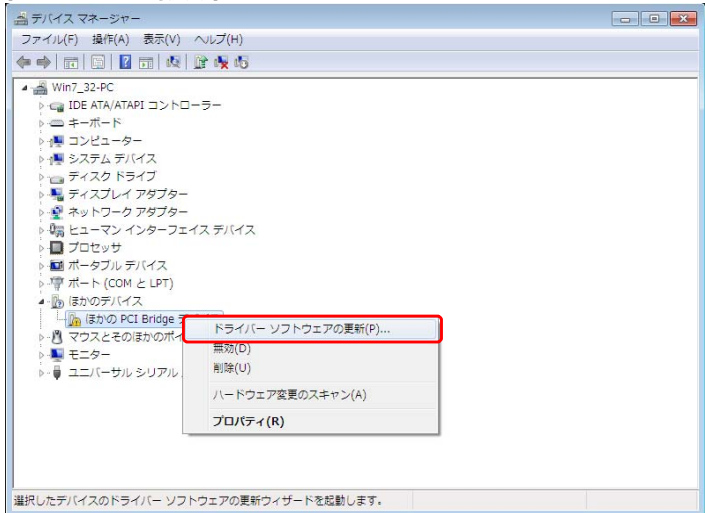 デバイス マネージャー
ファイル(F) 操作(A) 表示(V) ヘルプ(H)
Win7_32-PC
IDE ATA/ATAPI コントローラー
キーボード
コンピューター
システム デバイス
ディスク ドライブ
ディスプレイ アダプター
ネットワーク アダプター
ヒューマン インターフェイス デバイス
プロセッサ
ポータブル デバイス
ポート (COM と LPT)
ほかのデバイス
ほかの PCI Bridge
マウスとそのほかのポイ
モニター
ユニバーサル シリアル
ドライバー ソフトウェアの更新(P)...
無効(D)
削除(U)
ハードウェア変更のスキャン(A)
プロパティ(R)
選択したデバイスのドライバー ソフトウェアの更新ウィザードを起動します。